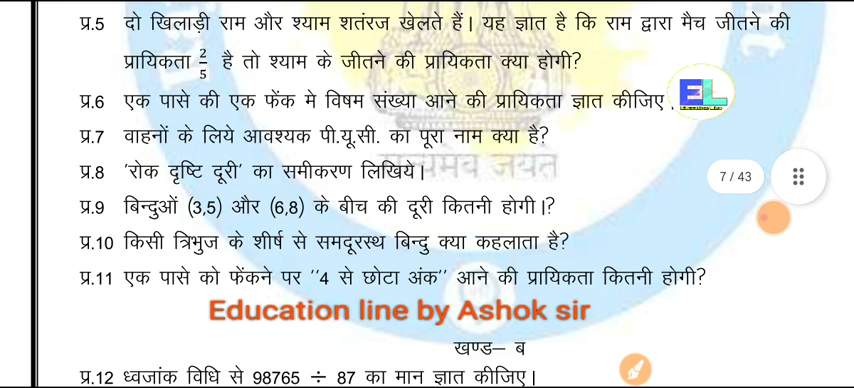 प्र.5 दो खिलाड़ी राम और श्याम शतरंज खेलते हैं। यह ज्ञात है कि राम द्वारा मैच जीतने की
प्रायिकता 2/5 है तो श्याम के जीतने की प्रायिकता क्या होगी?
प्र.6 एक पासे की एक फेंक मे विषम संख्या आने की प्रायिकता ज्ञात कीजिए।
EL
प्र.7 वाहनों के लिये आवश्यक पी.यू.सी. का पूरा नाम क्या है?
प्र.8 'रोक दृष्टि दूरी' का समीकरण लिखिये।
7 / 43
प्र.9 बिन्दुओं (3,5) और (6,8) के बीच की दूरी कितनी होगी।?
प्र.10 किसी त्रिभुज के शीर्ष से समदूरस्थ बिन्दु क्या कहलाता है?
प्र.11 एक पासे को फेंकने पर ''4 से छोटा अंक'' आने की प्रायिकता कितनी होगी?
Education line by Ashok sir
खण्ड– ब
प्र.12 ध्वजांक विधि से 98765 ÷ 87 का मान ज्ञात कीजिए।